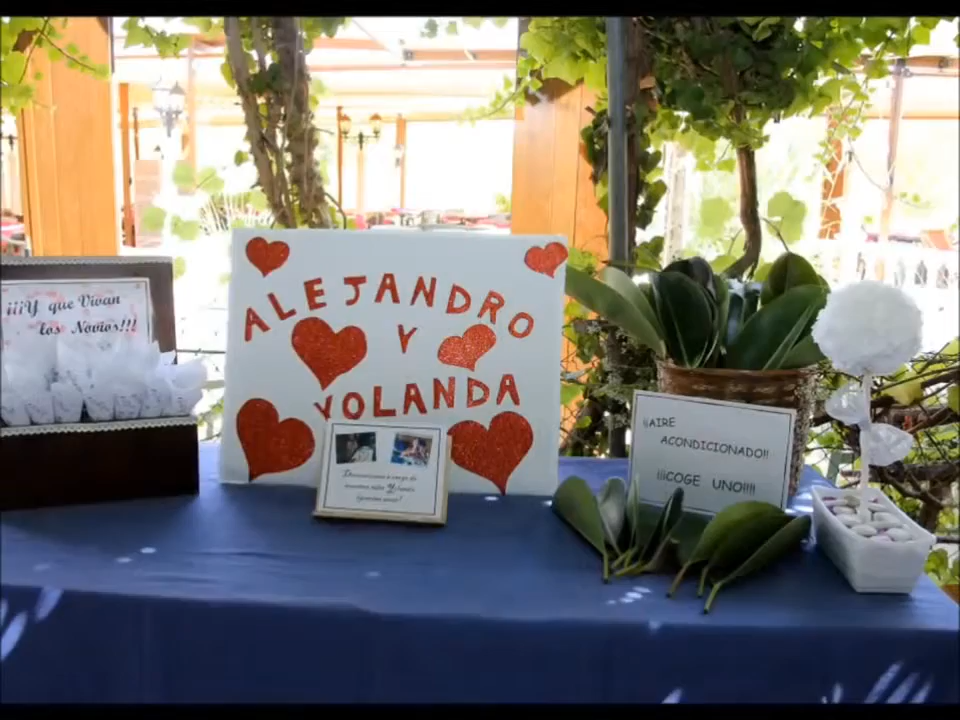 ¡¡¡Y que Vivan
los Novios!!!
ALEJANDRO
Y
YOLANDA
¡¡AIRE
ACONDICIONADO!!
¡¡¡COGE UNO!!!!